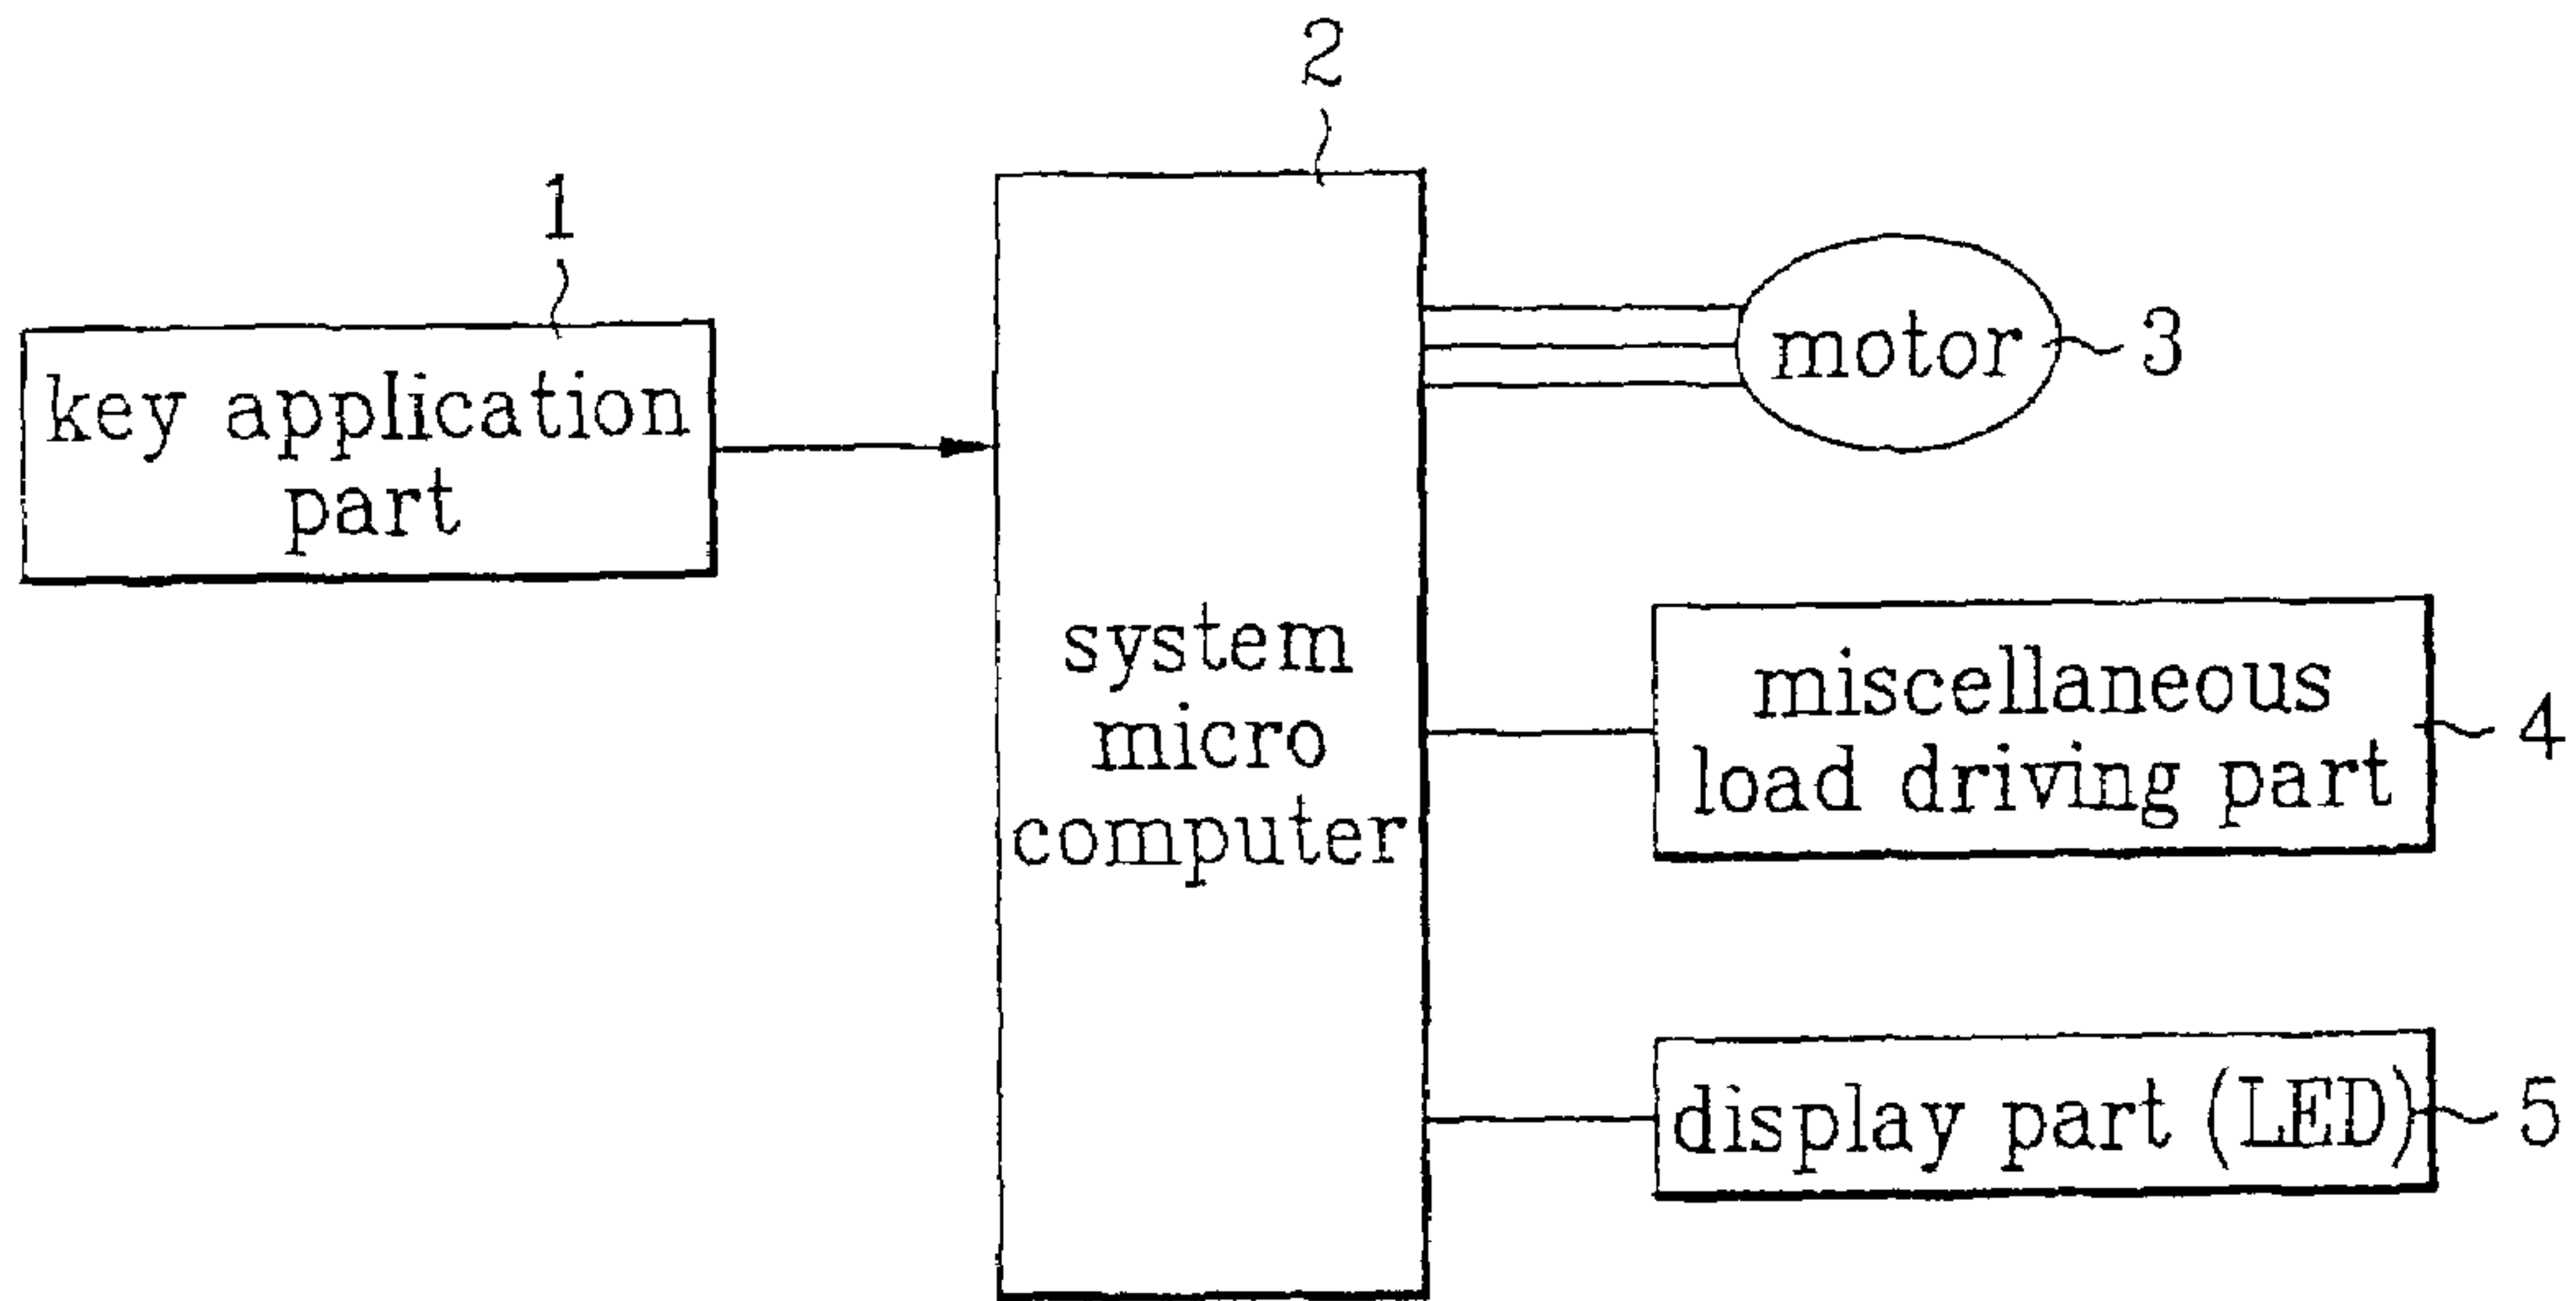 1
key application
part
2
system
micro
computer
motor
3
miscellaneous
load driving part
4
display part (LED)
5